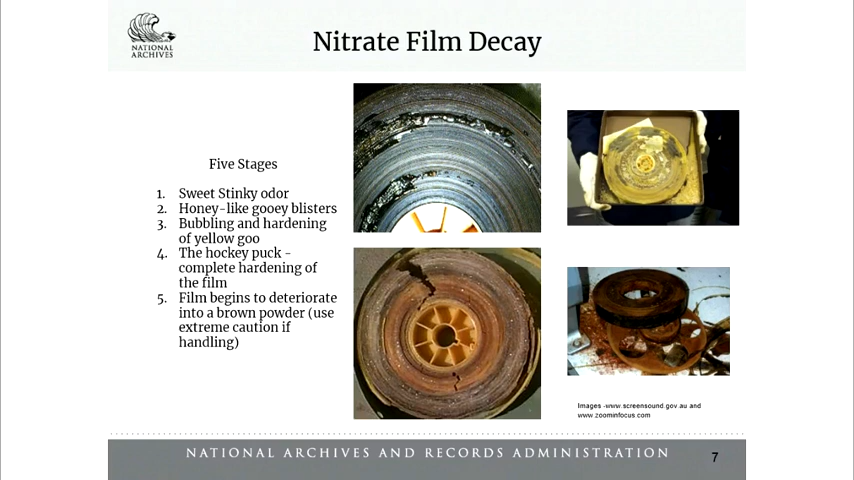 NATIONAL
ARCHIVES
Nitrate Film Decay
Five Stages
1. Sweet Stinky odor
2. Honey-like gooey blisters
3. Bubbling and hardening
of yellow goo
4. The hockey puck -
complete hardening of
the film
5. Film begins to deteriorate
into a brown powder (use
extreme caution if
handling)
Images -www.screensound.gov.au and
www.zoominfocus.com
NATIONAL ARCHIVES AND RECORDS ADMINISTRATION
7